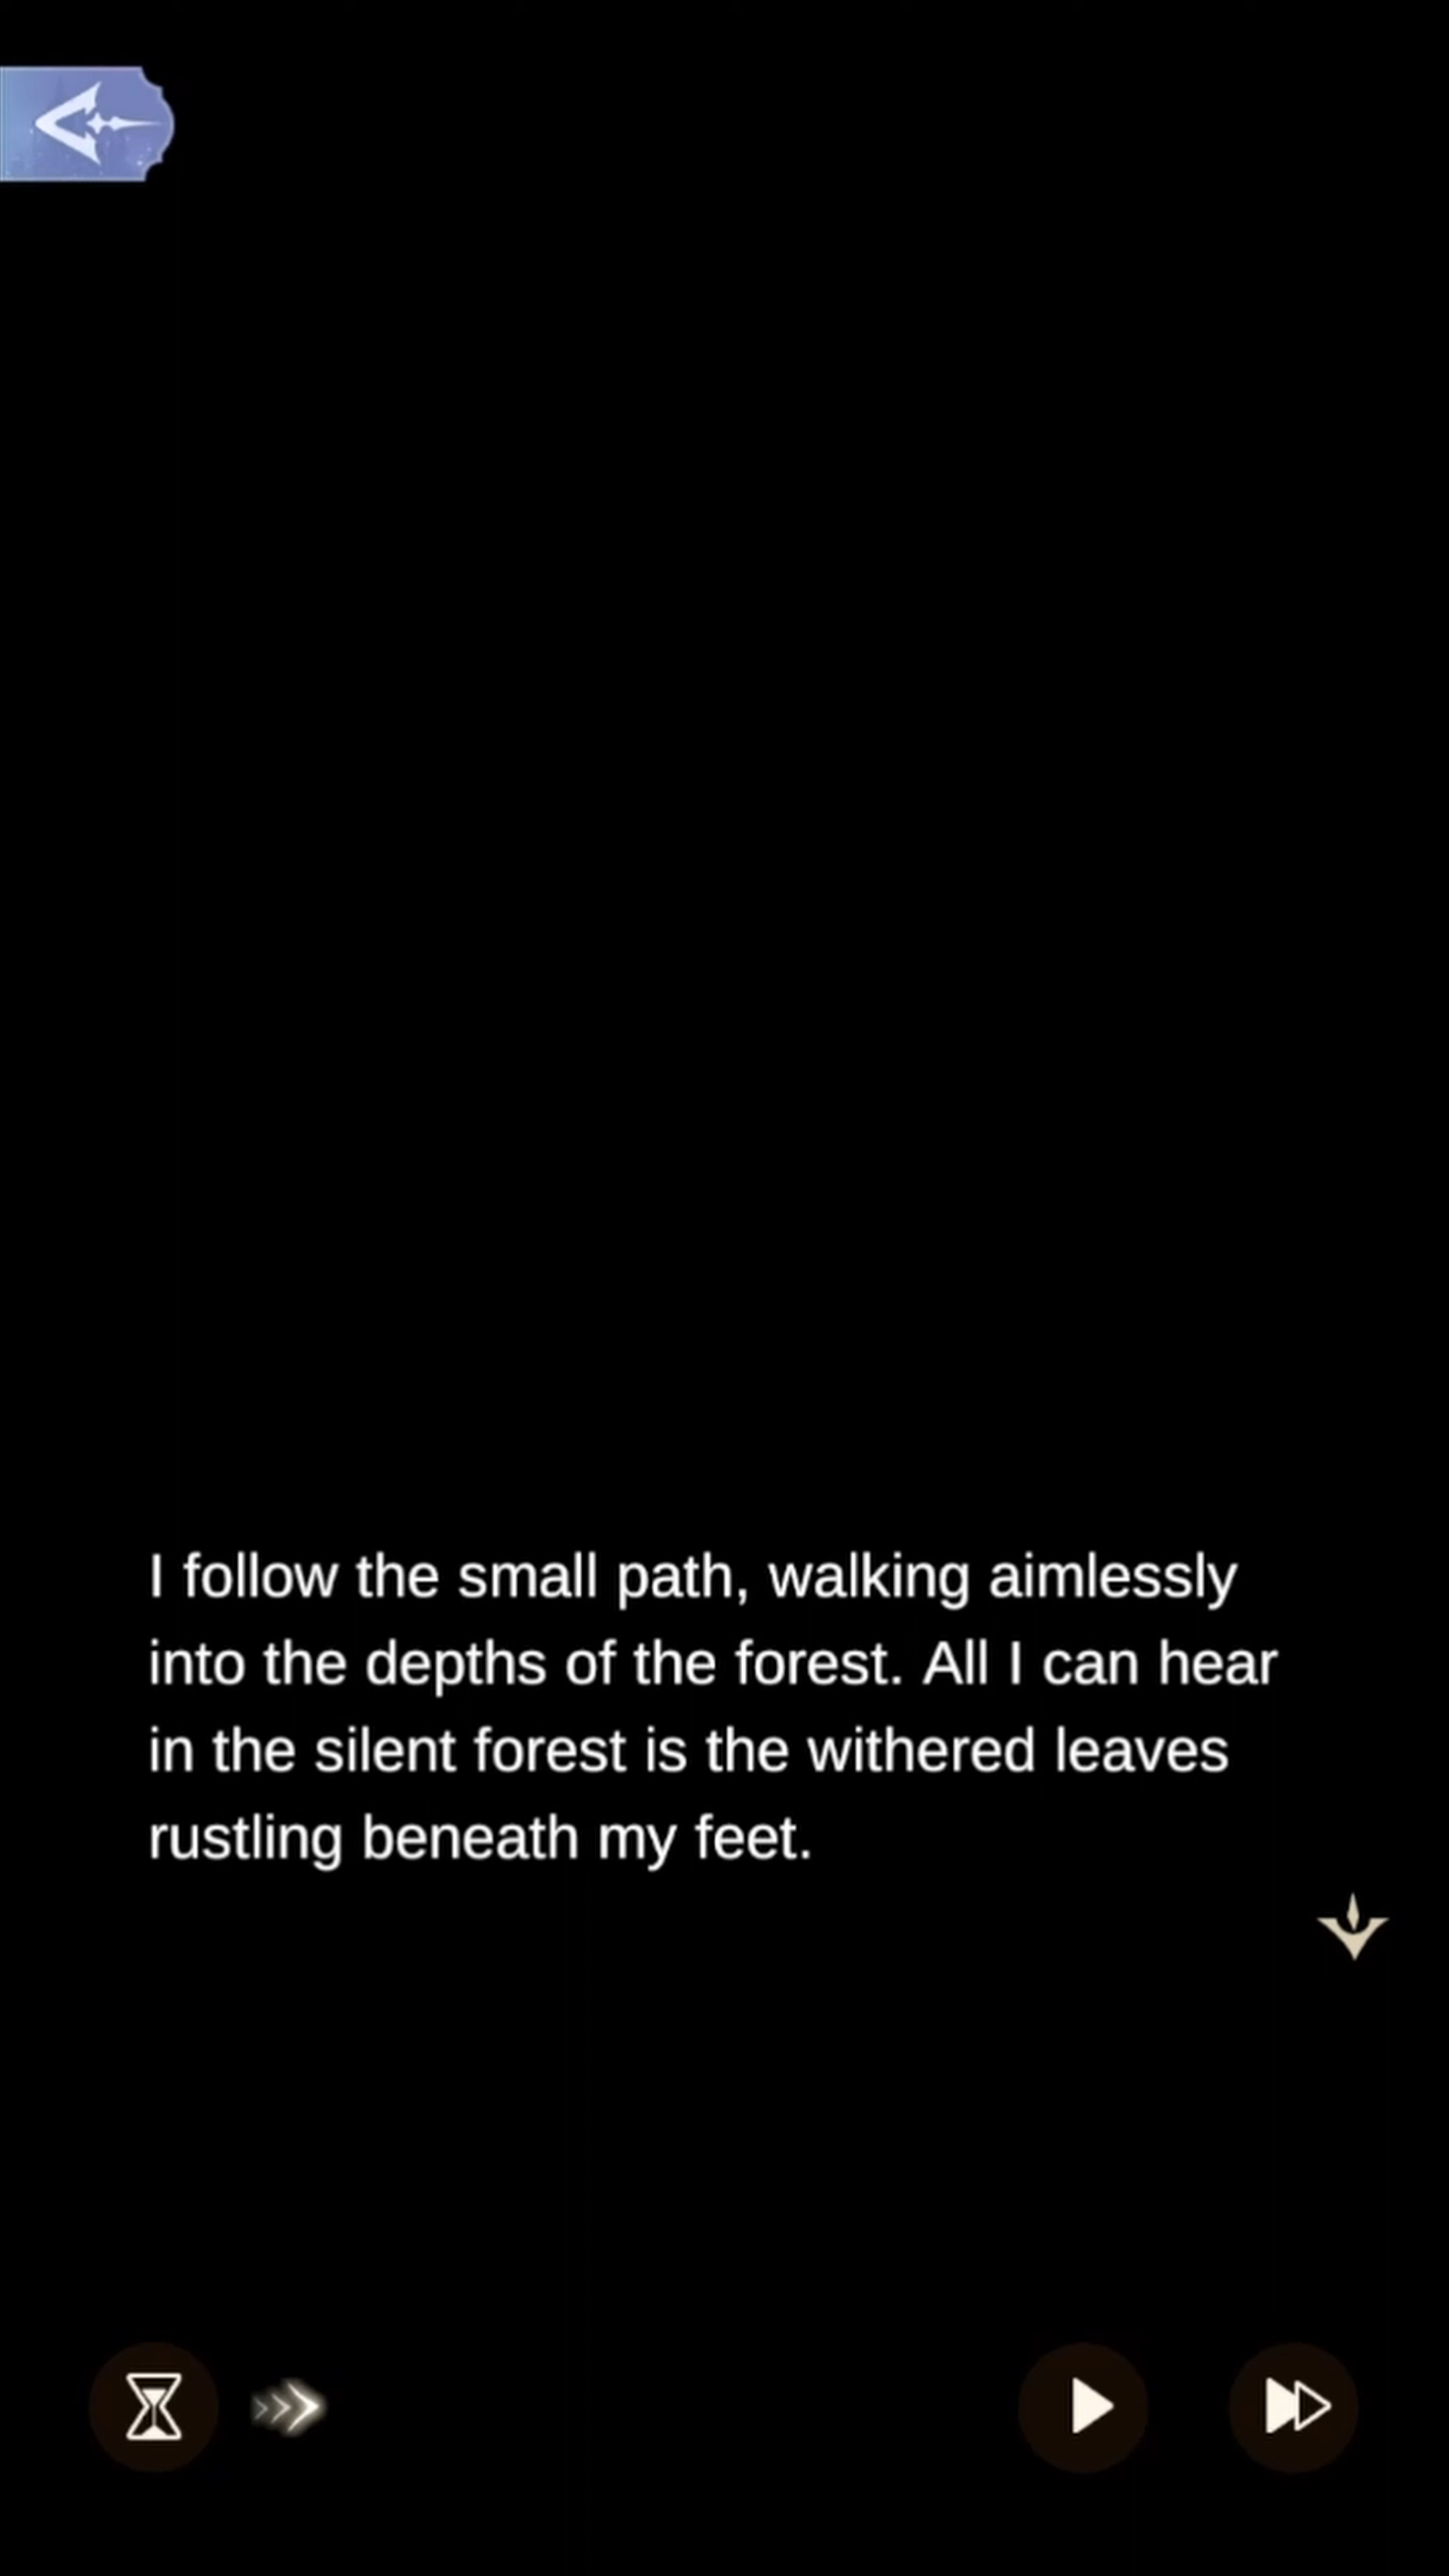 I follow the small path, walking aimlessly
into the depths of the forest. All I can hear
in the silent forest is the withered leaves
rustling beneath my feet.